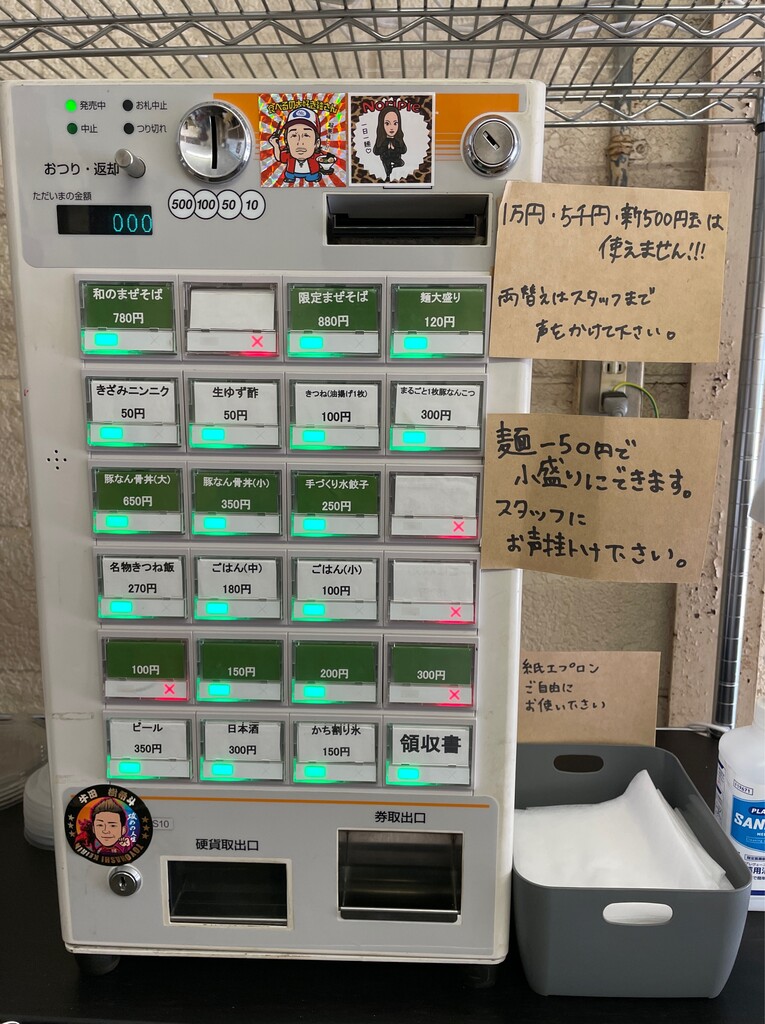 発売中
お札中止
中止
つり切れ
おつり・返却
ただいまの金額
000
500 100 50 10
NoriPie
一日一麺♡
1万円・5千円・新500円玉は
使えません!!!
両替えはスタッフまで
声をかけて下さい。
和のまぜそば
780円
限定まぜそば
880円
麺大盛り
120円
きざみニンニク
50円
生ゆず酢
50円
きつね(油揚げ1枚)
100円
まるごと1枚豚なんこつ
300円
麺-50円で
小盛りにできます。
スタッフに
お声掛け下さい。
豚なん骨丼(大)
650円
豚なん骨丼(小)
350円
手づくり水餃子
250円
名物きつね飯
270円
ごはん(中)
180円
ごはん(小)
100円
100円
150円
200円
300円
紙エプロン
ご自由に
お使い下さい
ビール
350円
日本酒
300円
かち割り氷
150円
領収書
S10
硬貨取出口
券取出口
SAN